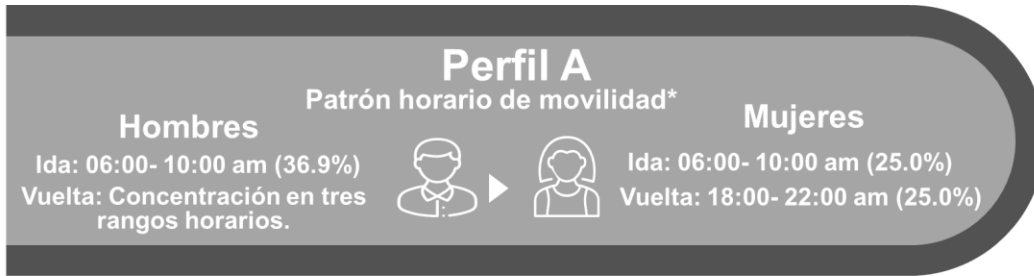 Perfil A
Patrón horario de movilidad*
Hombres
Ida: 06:00- 10:00 am (36.9%)
Vuelta: Concentración en tres
rangos horarios.
Mujeres
Ida: 06:00- 10:00 am (25.0%)
Vuelta: 18:00- 22:00 am (25.0%)